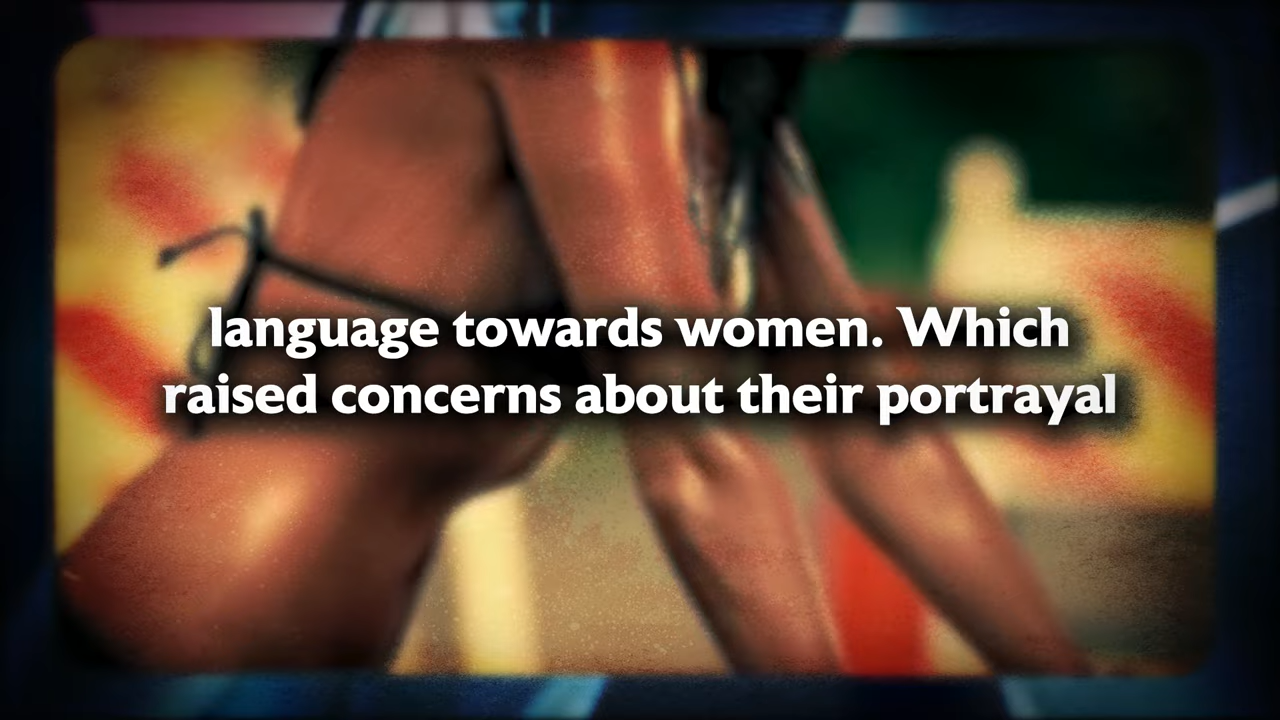 language towards women. Which
raised concerns about their portrayal